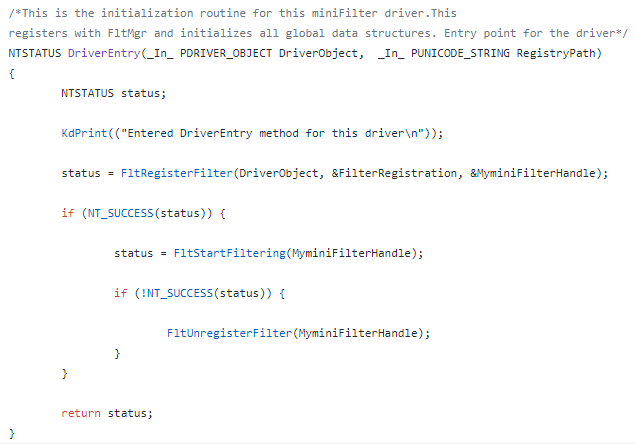 /*This is the initialization routine for this miniFilter driver.This
registers with FltMgr and initializes all global data structures. Entry point for the driver*/
NTSTATUS DriverEntry(_In_ PDRIVER_OBJECT DriverObject,  _In_ PUNICODE_STRING RegistryPath)
{
        NTSTATUS status;
        KdPrint(("Entered DriverEntry method for this driver\n"));
        status = FltRegisterFilter(DriverObject, &FilterRegistration, &MyminiFilterHandle);
        if (NT_SUCCESS(status)) {
                status = FltStartFiltering(MyminiFilterHandle);
                if (!NT_SUCCESS(status)) {
                        FltUnregisterFilter(MyminiFilterHandle);
                }
        }
        return status;
}